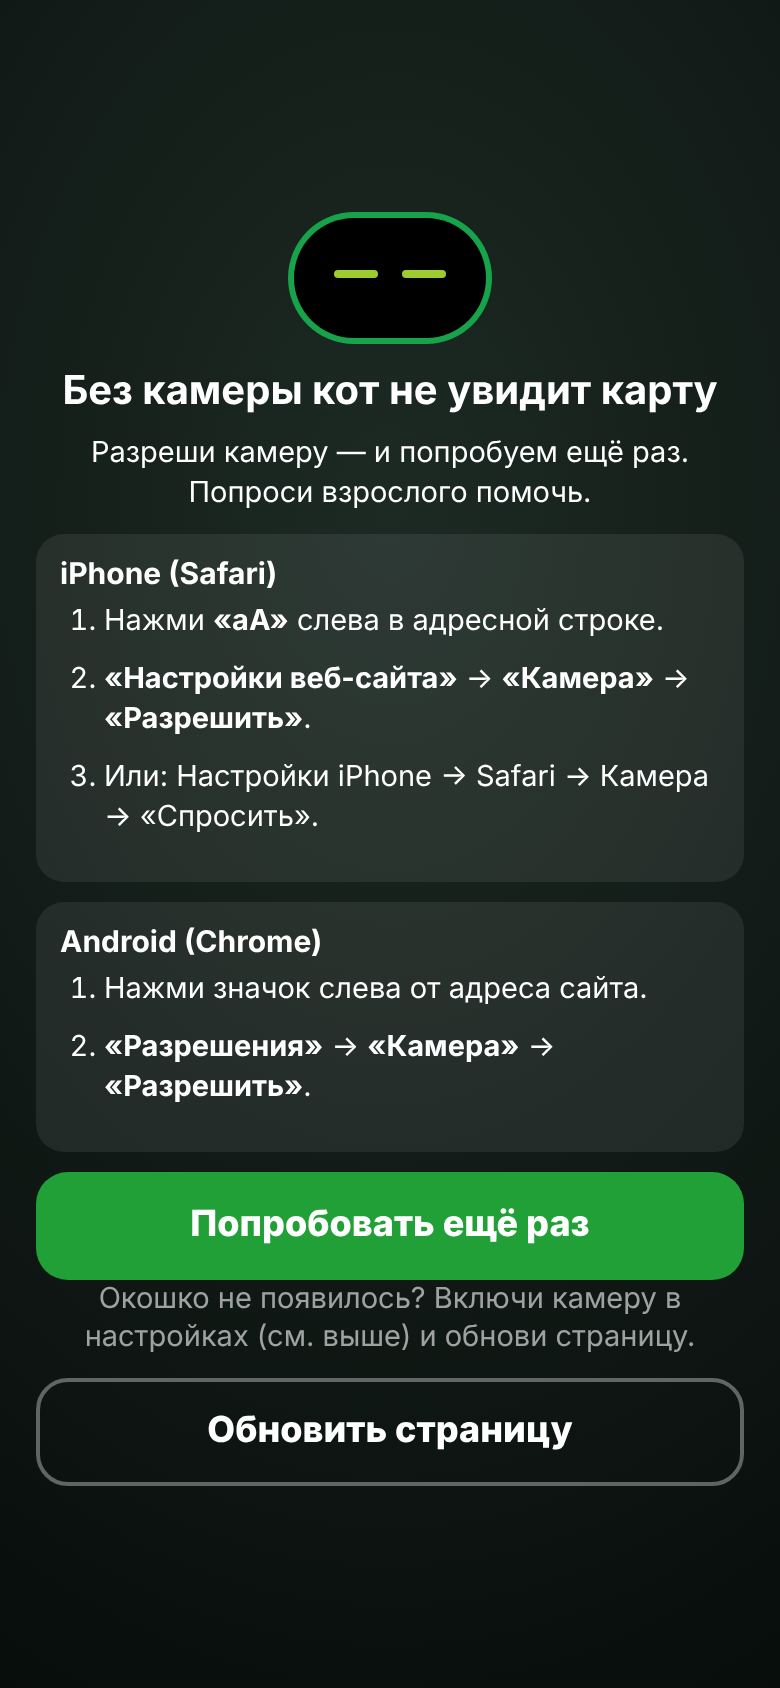 Без камеры кот не увидит карту
Разреши камеру — и попробуем ещё раз.
Попроси взрослого помочь.
iPhone (Safari)
1. Нажми «aA» слева в адресной строке.
2. «Настройки веб-сайта» → «Камера» →
«Разрешить».
3. Или: Настройки iPhone → Safari → Камера
→ «Спросить».
Android (Chrome)
1. Нажми значок слева от адреса сайта.
2. «Разрешения» → «Камера» →
«Разрешить».
Попробовать ещё раз
Окошко не появилось? Включи камеру в
настройках (см. выше) и обнови страницу.
Обновить страницу